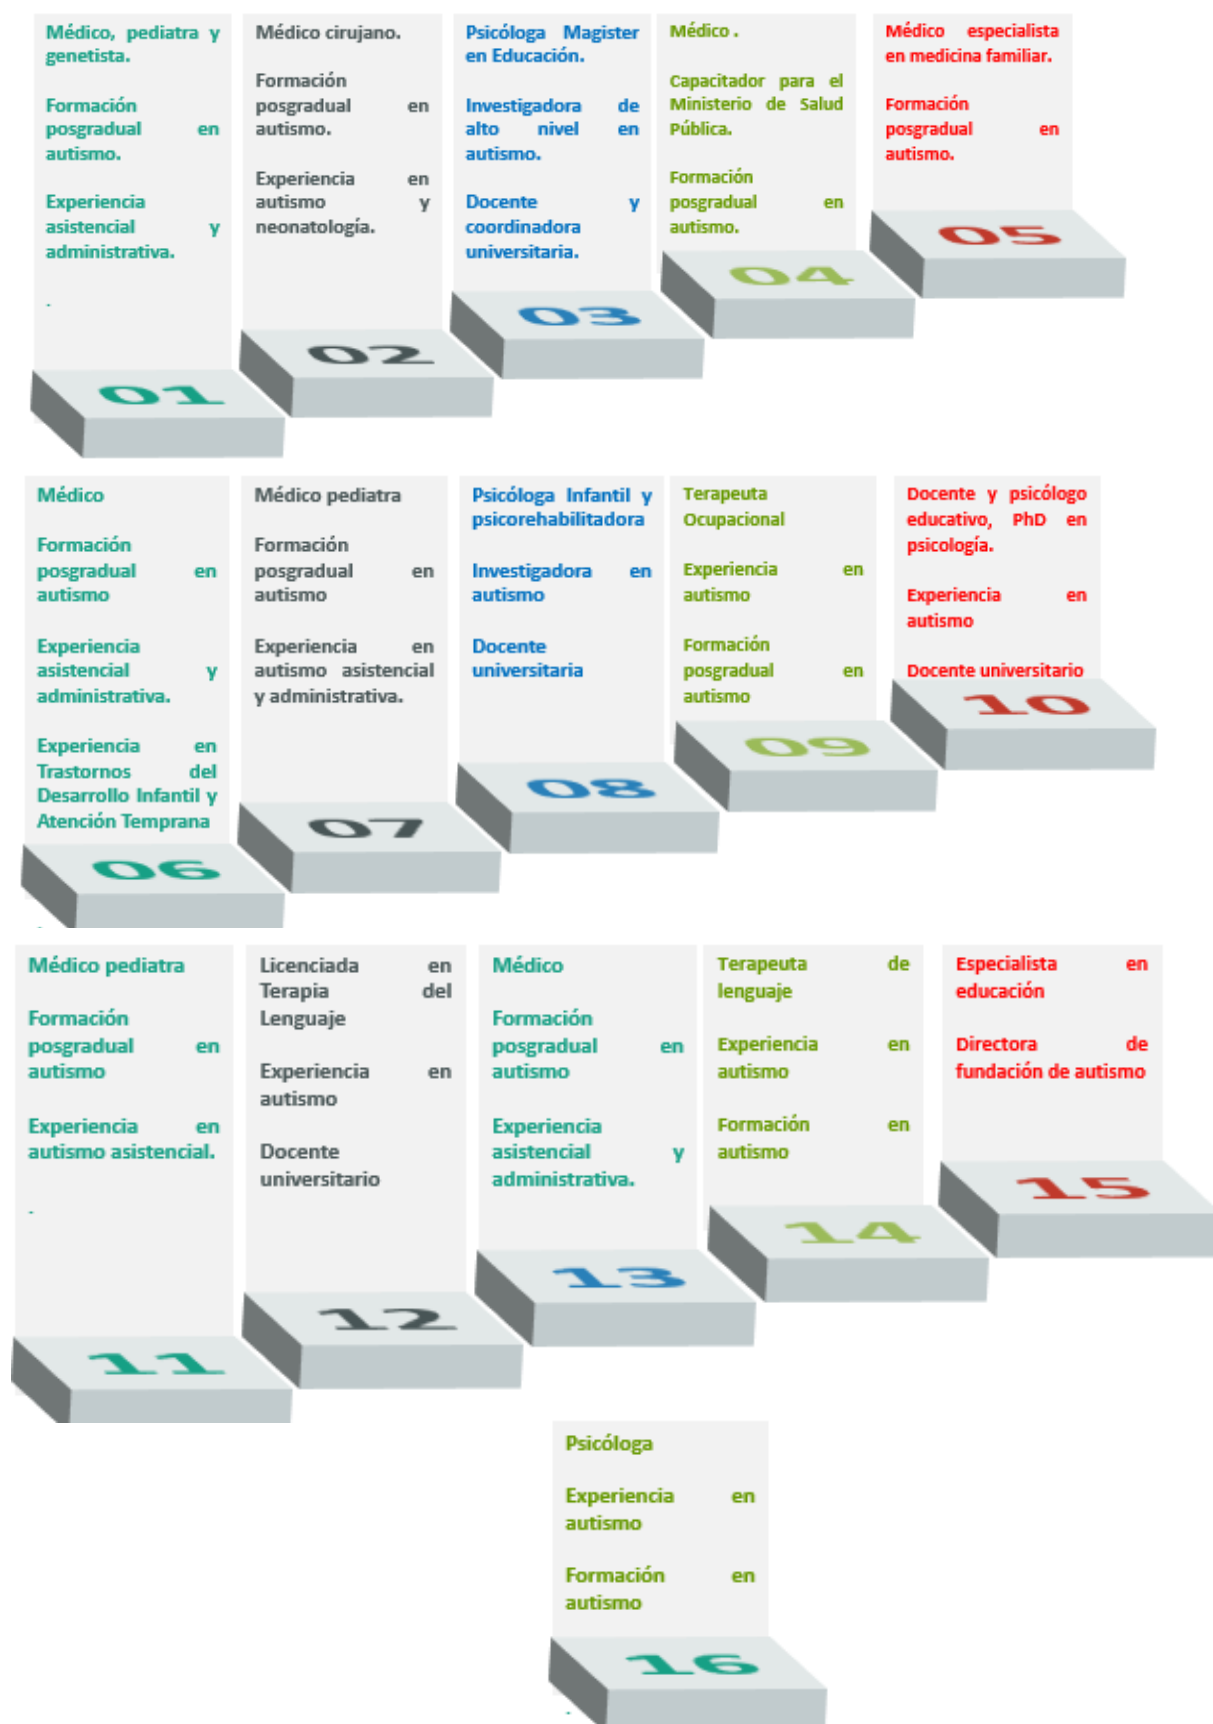 Médico, pediatra y
genetista.
Formación
posgradual en
autismo.
Experiencia
asistencial y
administrativa.
.
01
Médico cirujano.
Formación
posgradual en
autismo.
Experiencia en
autismo y
neonatología.
02
Psicóloga Magister
en Educación.
Investigadora de
alto nivel en
autismo.
Docente y
coordinadora
universitaria.
03
Médico .
Capacitador para el
Ministerio de Salud
Pública.
Formación
posgradual en
autismo.
04
Médico especialista
en medicina familiar.
Formación
posgradual en
autismo.
05
Médico
Formación
posgradual en
autismo
Experiencia
asistencial y
administrativa.
Experiencia en
Trastornos del
Desarrollo Infantil y
Atención Temprana
06
Médico pediatra
Formación
posgradual en
autismo
Experiencia en
autismo asistencial
y administrativa.
07
Psicóloga Infantil y
psicorehabilitadora
Investigadora en
autismo
Docente
universitaria
08
Terapeuta
Ocupacional
Experiencia en
autismo
Formación
posgradual en
autismo
09
Docente y psicólogo
educativo, PhD en
psicología.
Experiencia en
autismo
Docente universitario
10
Médico pediatra
Formación
posgradual en
autismo
Experiencia en
autismo asistencial.
.
11
Licenciada en
Terapia del
Lenguaje
Experiencia en
autismo
Docente
universitario
12
Médico
Formación
posgradual en
autismo
Experiencia
asistencial y
administrativa.
13
Terapeuta de
lenguaje
Experiencia en
autismo
Formación en
autismo
14
Especialista en
educación
Directora de
fundación de autismo
15
Psicóloga
Experiencia en
autismo
Formación en
autismo
16
.